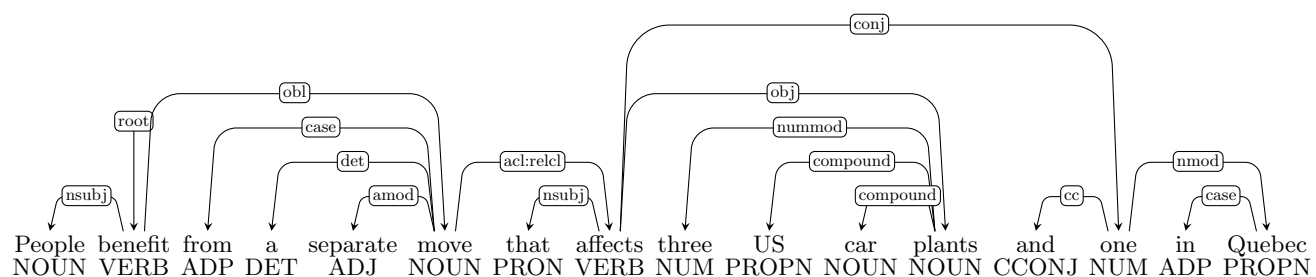 conj
obl obj
root
case nummod
det acl:relcl compound nmod
nsubj amod nsubj compound cc case
People benefit from a separate move that affects three US car plants and one in Quebec
NOUN VERB ADP DET ADJ NOUN PRON VERB NUM PROPN NOUN NOUN CCONJ NUM ADP PROPN